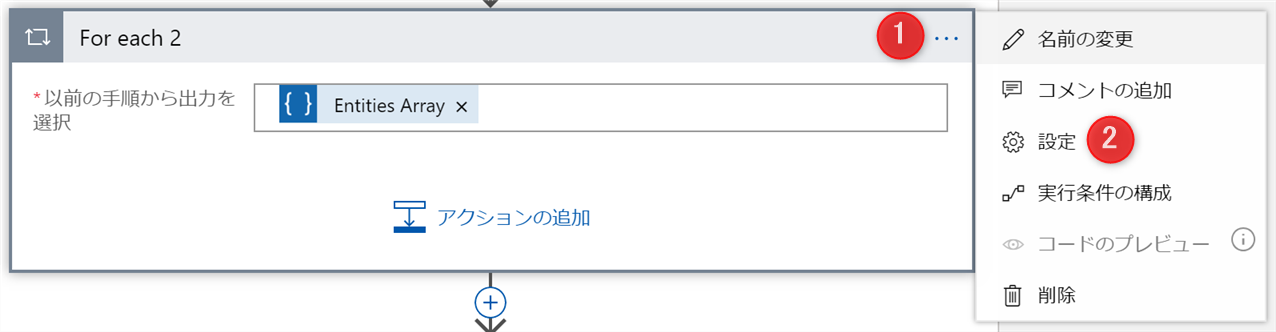 For each 2
1
...
*以前の手順から出力を
選択
{ } Entities Array ×
アクションの追加
名前の変更
コメントの追加
設定 2
実行条件の構成
コードのプレビュー
削除